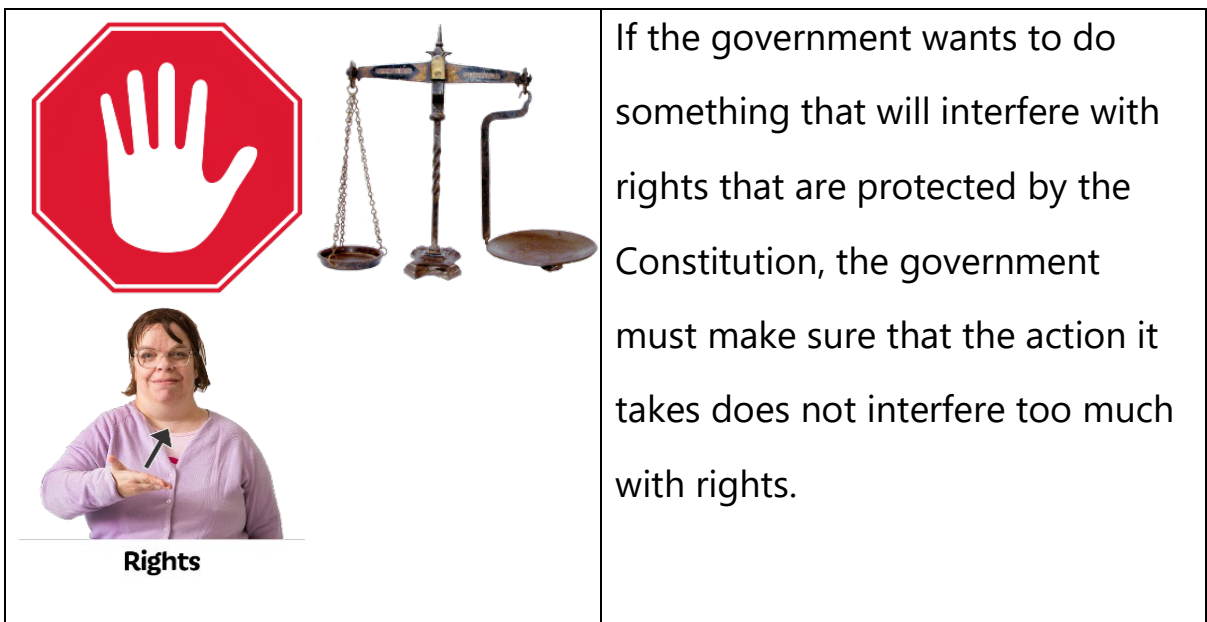 Rights
If the government wants to do
something that will interfere with
rights that are protected by the
Constitution, the government
must make sure that the action it
takes does not interfere too much
with rights.